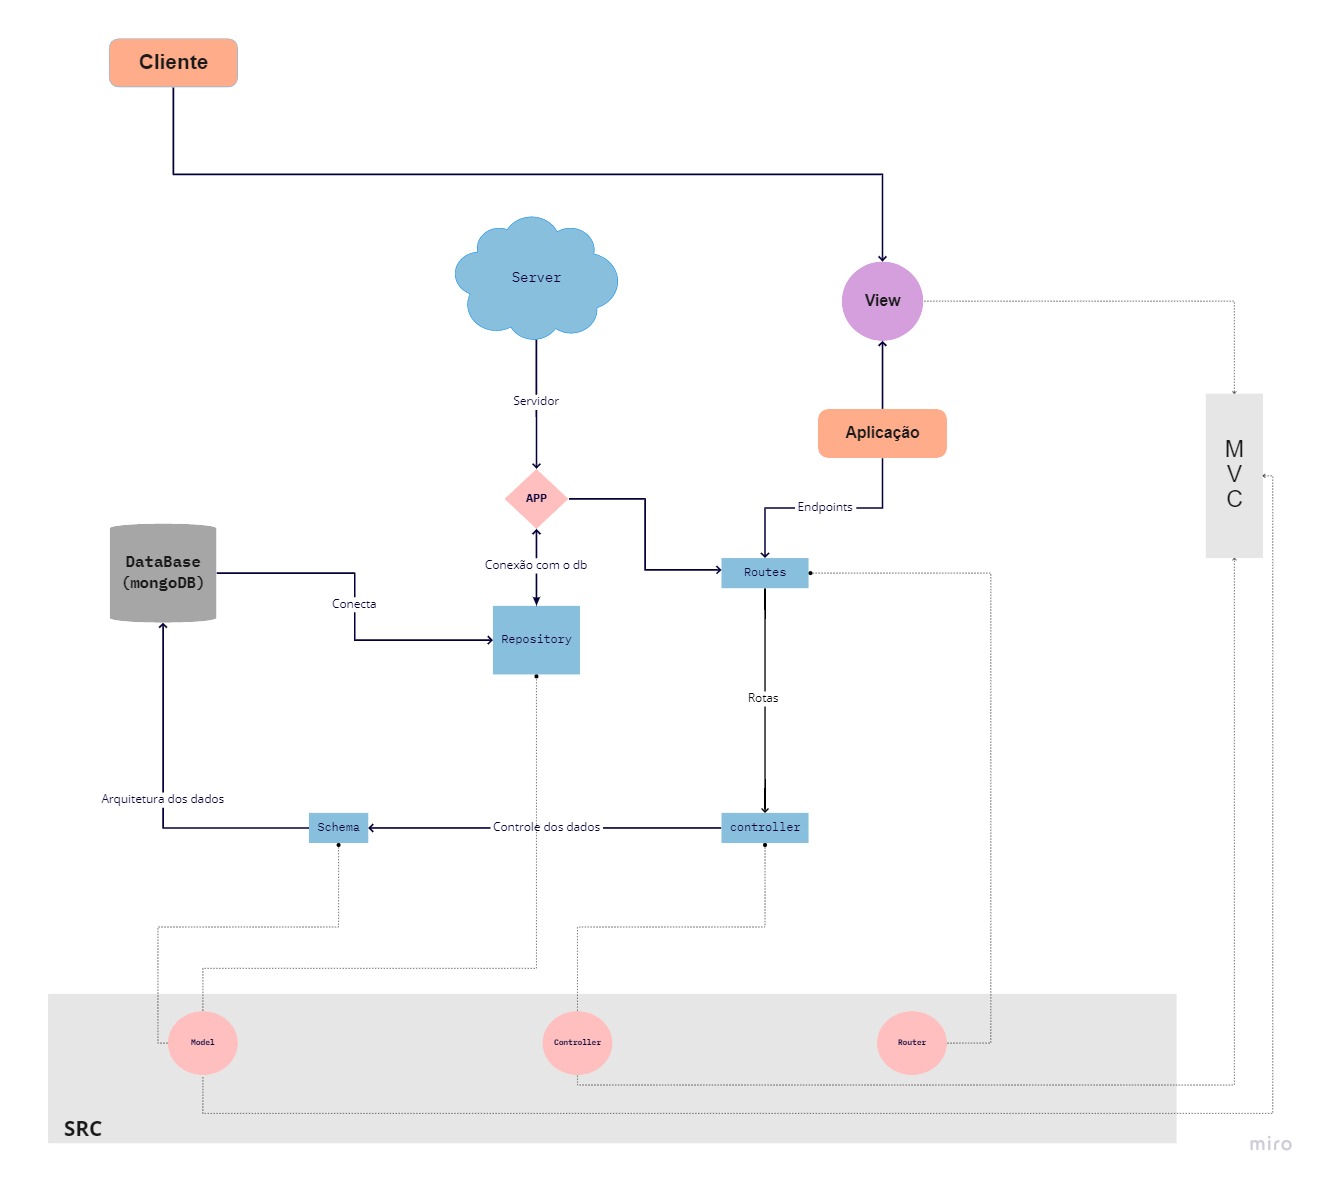 Cliente
Server
View
Servidor
Aplicação
M
V
C
APP
Endpoints
DataBase
(mongoDB)
Conexão com o db
Routes
Conecta
Repository
Rotas
Arquitetura dos dados
Schema
Controle dos dados
controller
Model
Controller
Router
SRC
miro